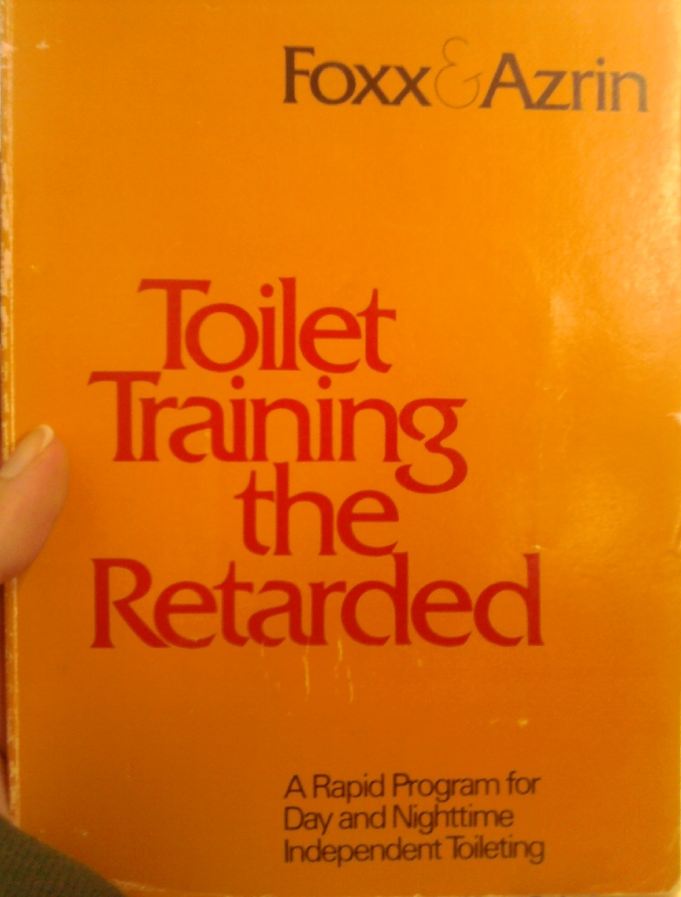 Foxx & Azrin
Toilet
Training
the
Retarded
A Rapid Program for
Day and Nighttime
Independent Toileting